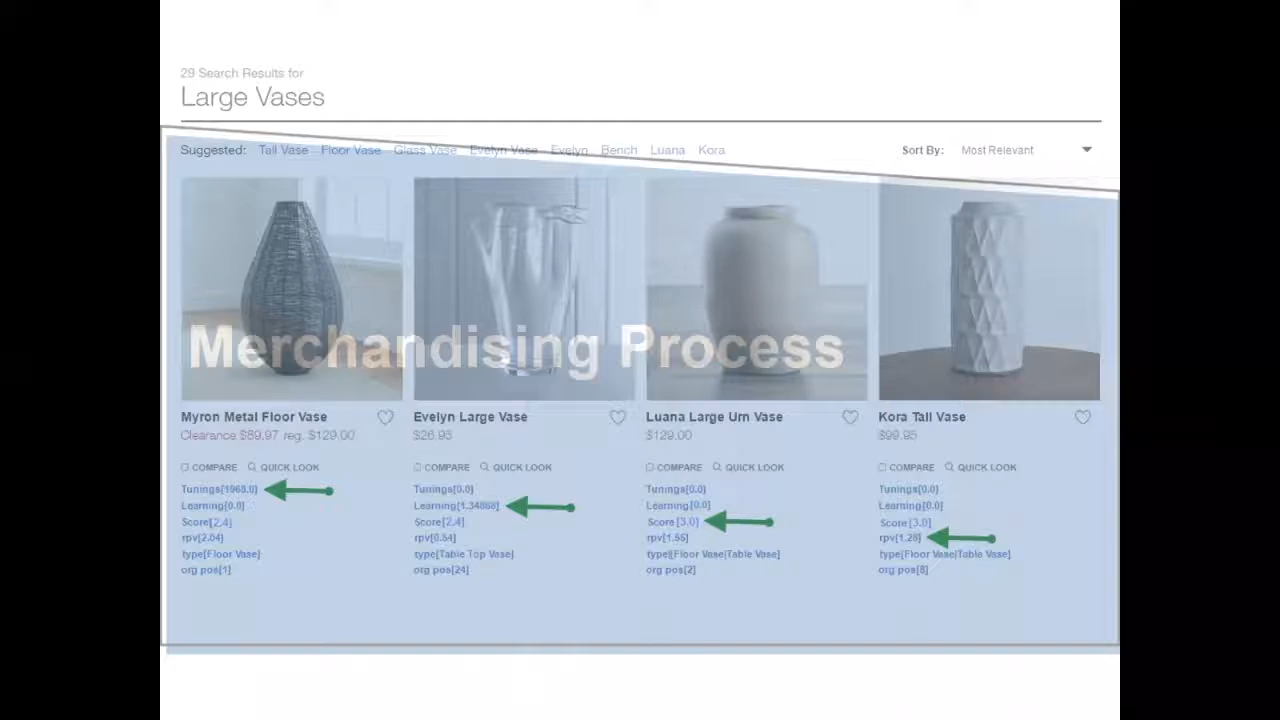 29 Search Results for
Large Vases
Suggested: Tall Vase Floor Vase Glass Vase Evelyn Vase Evelyn Bench Luana Kora Sort By: Most Relevant
Merchandising Process
Myron Metal Floor Vase Evelyn Large Vase Luana Large Urn Vase Kora Tall Vase
Clearance $89.97 reg. $129.00 $26.95 $129.00 $99.95
COMPARE QUICK LOOK COMPARE QUICK LOOK COMPARE QUICK LOOK COMPARE QUICK LOOK
Tunings[1968.0] Tunings[0.0] Tunings[0.0] Tunings[0.0]
Learning[0.0] Learning[1.34868] Learning[0.0] Learning[0.0]
Score[2.4] Score[2.4] Score[3.0] Score[3.0]
rpv[2.04] rpv[0.54] rpv[1.55] rpv[1.28]
type[Floor Vase] type[Table Top Vase] type[Floor Vase|Table Vase] type[Floor Vase|Table Vase]
org pos[1] org pos[24] org pos[2] org pos[8]